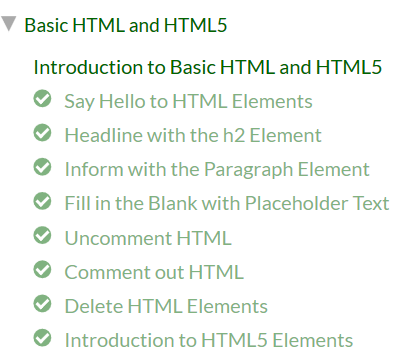 Basic HTML and HTML5
Introduction to Basic HTML and HTML5
Say Hello to HTML Elements
Headline with the h2 Element
Inform with the Paragraph Element
Fill in the Blank with Placeholder Text
Uncomment HTML
Comment out HTML
Delete HTML Elements
Introduction to HTML5 Elements